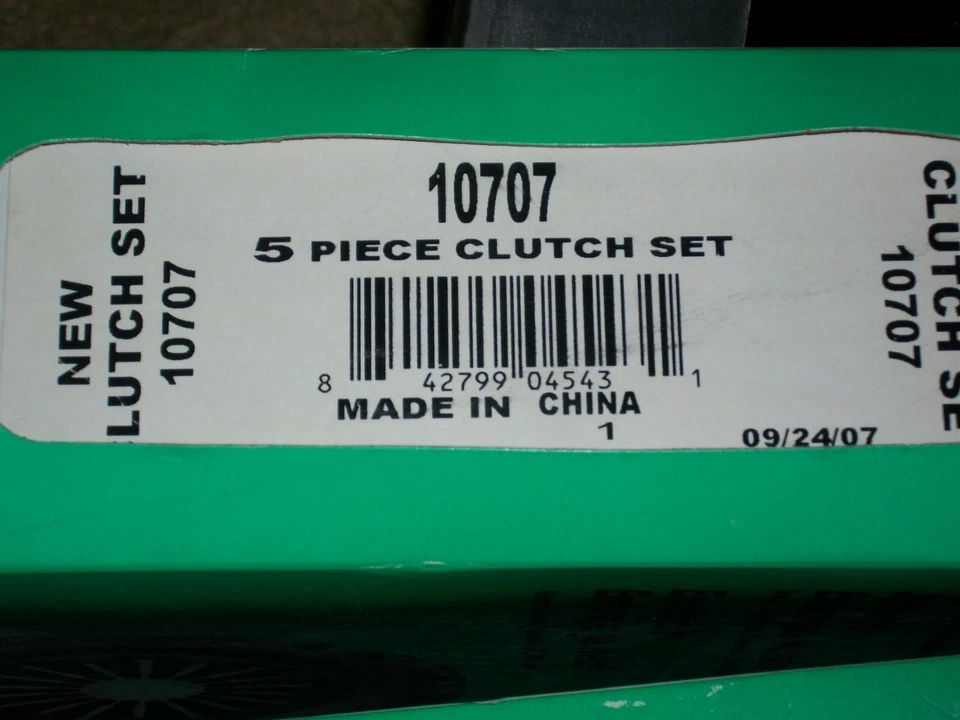 NEW
CLUTCH SET
10707
10707
5 PIECE CLUTCH SET
8 42799 04543 1
MADE IN CHINA
1
09/24/07
CLUTCH SE
10707